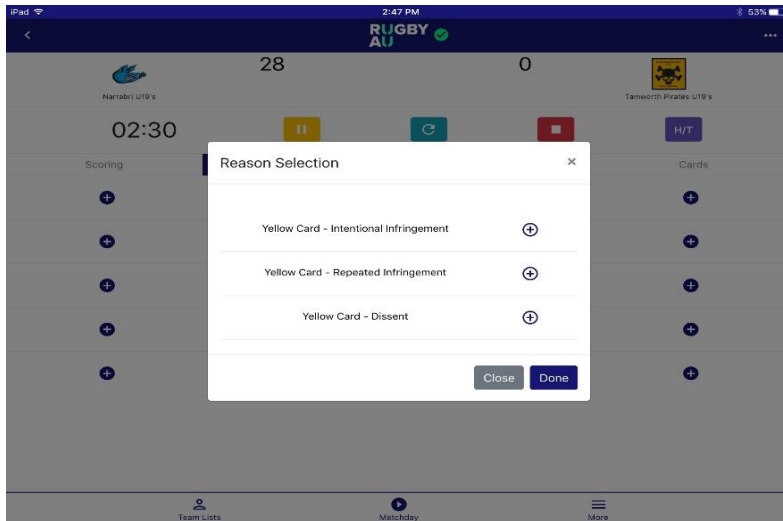 iPad
2:47 PM
53%
RUGBY
AU
28
0
Narrabri U19's
Tamworth Pirates U19's
02:30
H/T
Scoring
Cards
Reason Selection
Yellow Card - Intentional Infringement
Yellow Card - Repeated Infringement
Yellow Card - Dissent
Close
Done
Team Lists
Matchday
More